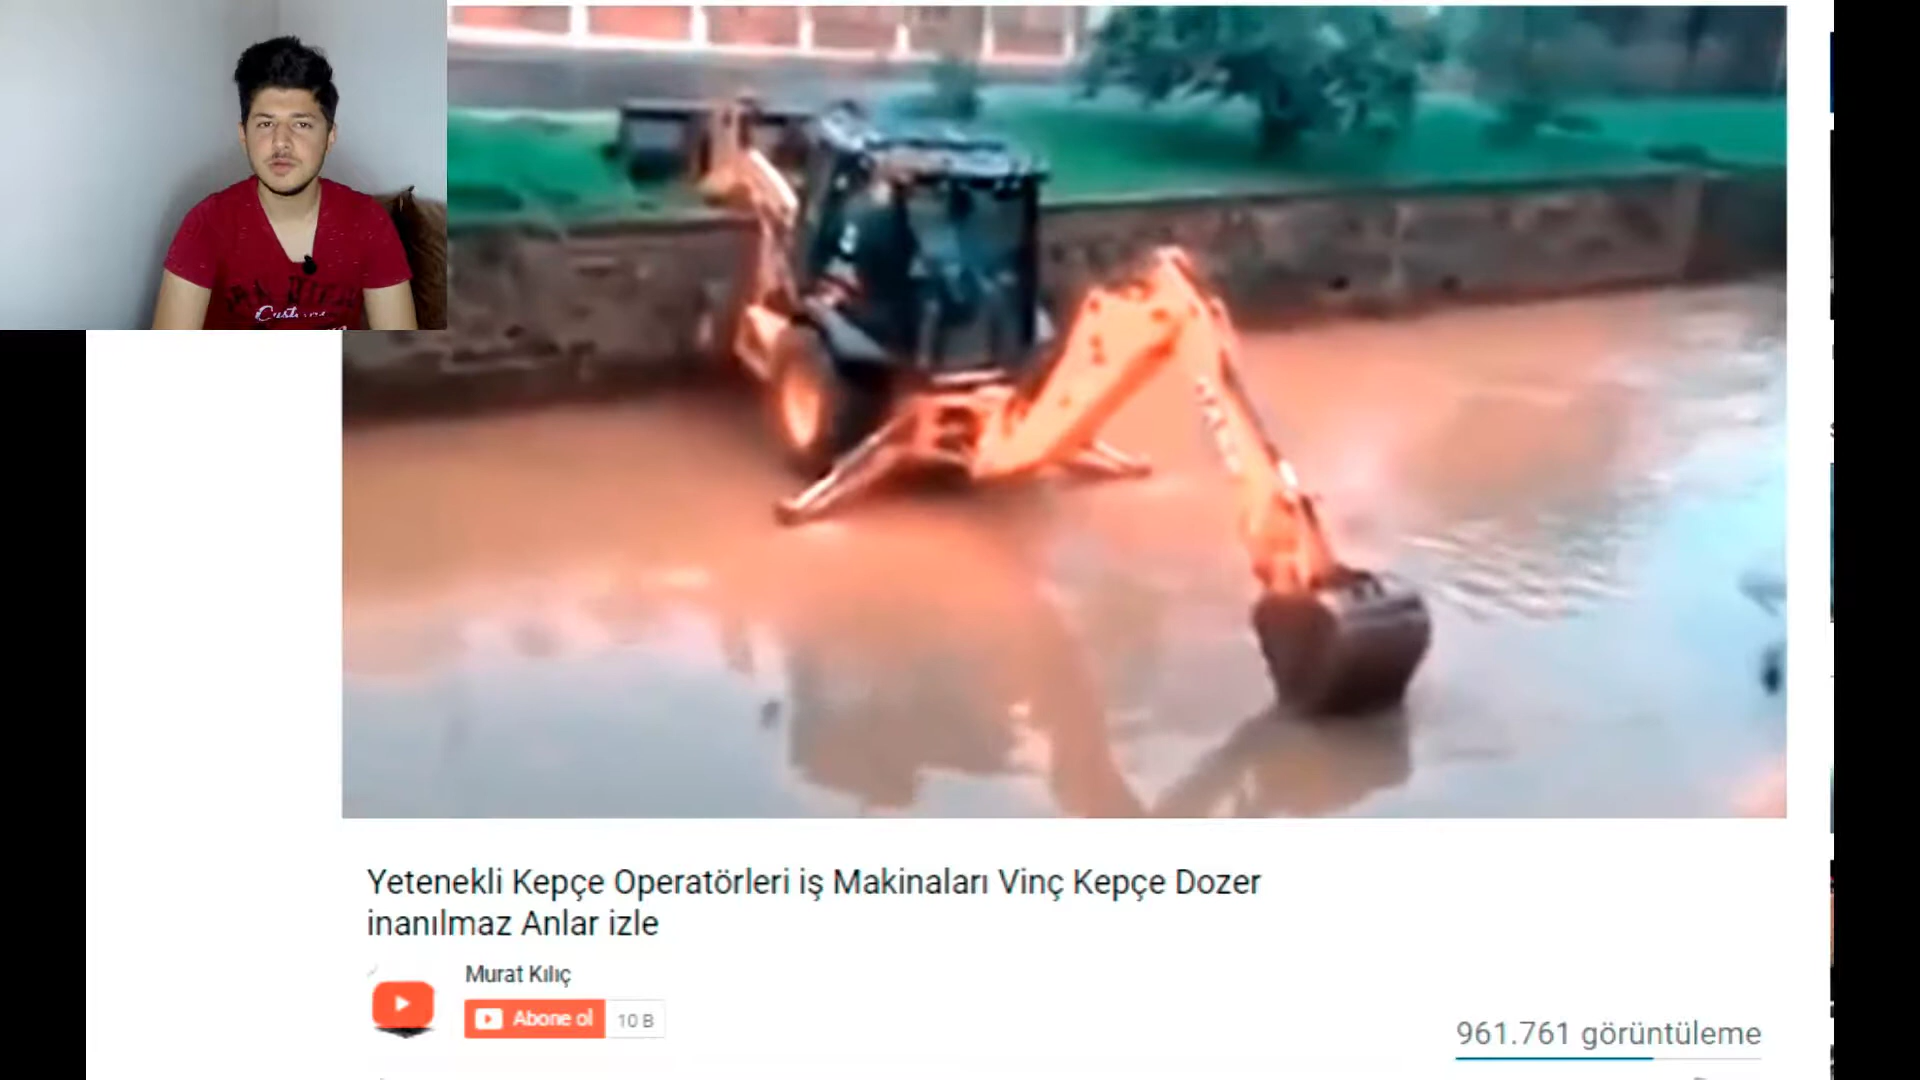 Custom
Yetenekli Kepçe Operatörleri iş Makinaları Vinç Kepçe Dozer
inanılmaz Anlar izle
Murat Kılıç
Abone ol
10 B
961.761 görüntüleme